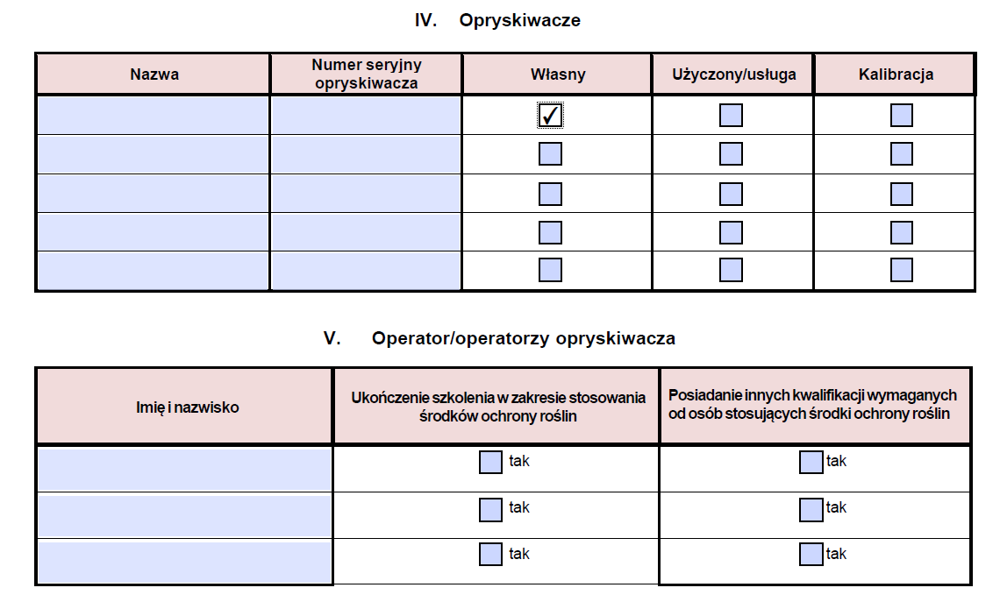 IV. Opryskiwacze
Nazwa
Numer seryjny
opryskiwacza
Własny
Użyczony/usługa
Kalibracja
V. Operator/operatorzy opryskiwacza
Imię i nazwisko
Ukończenie szkolenia w zakresie stosowania
środków ochrony roślin
Posiadanie innych kwalifikacji wymaganych
od osób stosujących środki ochrony roślin
tak
tak
tak
tak
tak
tak